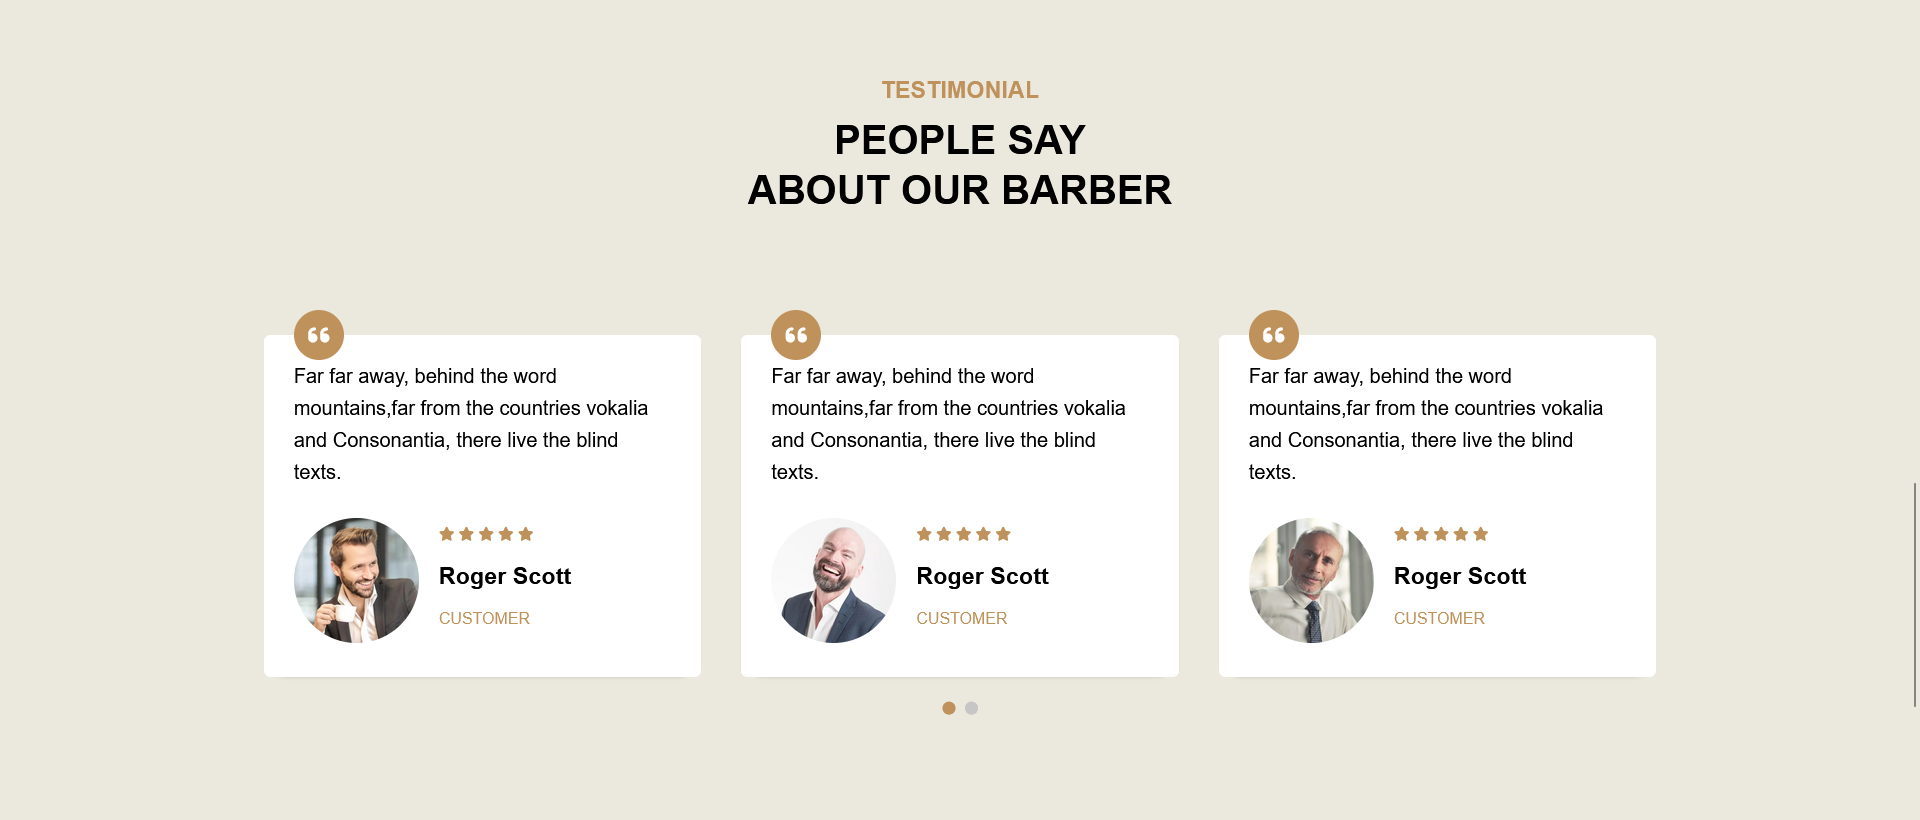 TESTIMONIAL
PEOPLE SAY
ABOUT OUR BARBER
Far far away, behind the word
mountains,far from the countries vokalia
and Consonantia, there live the blind
texts.
Roger Scott
CUSTOMER
Far far away, behind the word
mountains,far from the countries vokalia
and Consonantia, there live the blind
texts.
Roger Scott
CUSTOMER
Far far away, behind the word
mountains,far from the countries vokalia
and Consonantia, there live the blind
texts.
Roger Scott
CUSTOMER